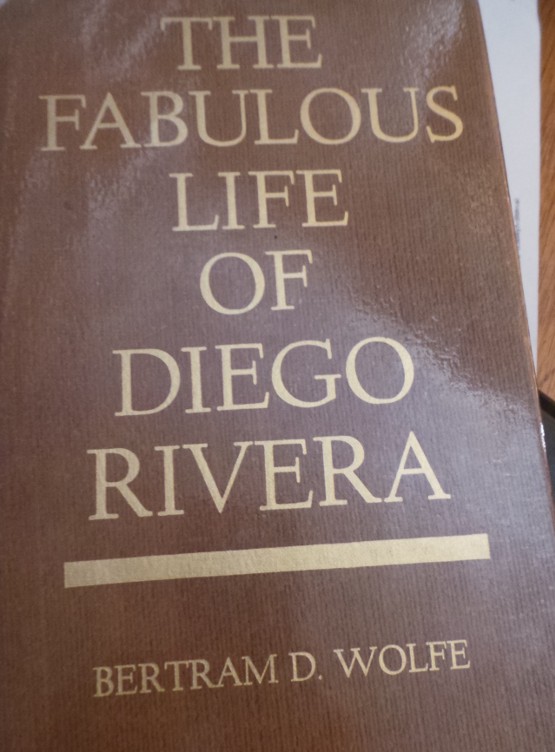 THE
FABULOUS
LIFE
OF
DIEGO
RIVERA
BERTRAM D. WOLFE